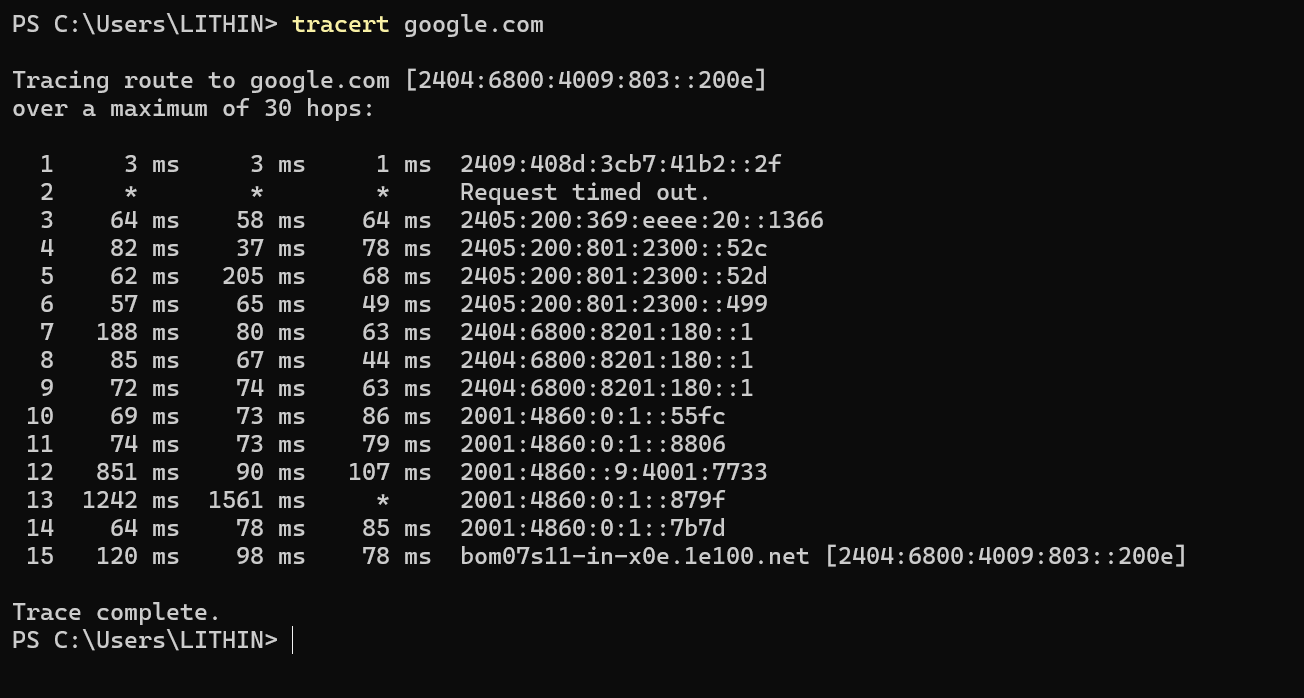 PS C:\Users\LITHIN> tracert google.com
Tracing route to google.com [2404:6800:4009:803::200e]
over a maximum of 30 hops:
  1     3 ms     3 ms     1 ms  2409:408d:3cb7:41b2::2f
  2     *        *        *     Request timed out.
  3    64 ms    58 ms    64 ms  2405:200:369:eeee:20::1366
  4    82 ms    37 ms    78 ms  2405:200:801:2300::52c
  5    62 ms   205 ms    68 ms  2405:200:801:2300::52d
  6    57 ms    65 ms    49 ms  2405:200:801:2300::499
  7   188 ms    80 ms    63 ms  2404:6800:8201:180::1
  8    85 ms    67 ms    44 ms  2404:6800:8201:180::1
  9    72 ms    74 ms    63 ms  2404:6800:8201:180::1
 10    69 ms    73 ms    86 ms  2001:4860:0:1::55fc
 11    74 ms    73 ms    79 ms  2001:4860:0:1::8806
 12   851 ms    90 ms   107 ms  2001:4860::9:4001:7733
 13  1242 ms  1561 ms     *     2001:4860:0:1::879f
 14    64 ms    78 ms    85 ms  2001:4860:0:1::7b7d
 15   120 ms    98 ms    78 ms  bom07s11-in-x0e.1e100.net [2404:6800:4009:803::200e]
Trace complete.
PS C:\Users\LITHIN>